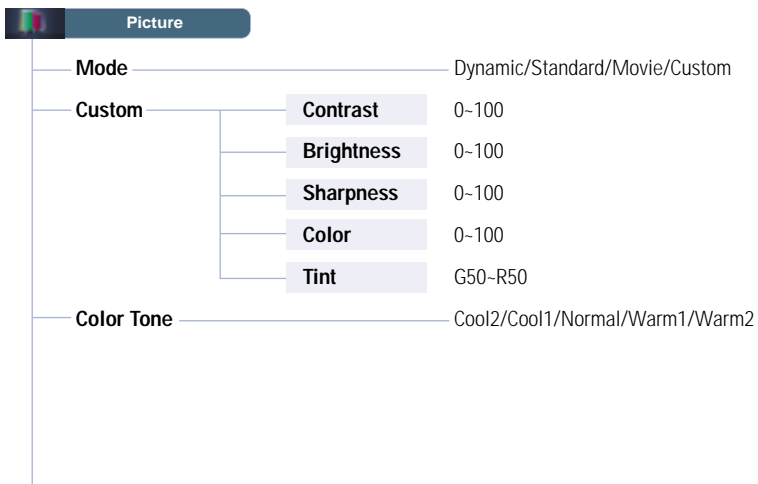 Picture
Mode Dynamic/Standard/Movie/Custom
Custom Contrast 0~100
Brightness 0~100
Sharpness 0~100
Color 0~100
Tint G50~R50
Color Tone Cool2/Cool1/Normal/Warm1/Warm2